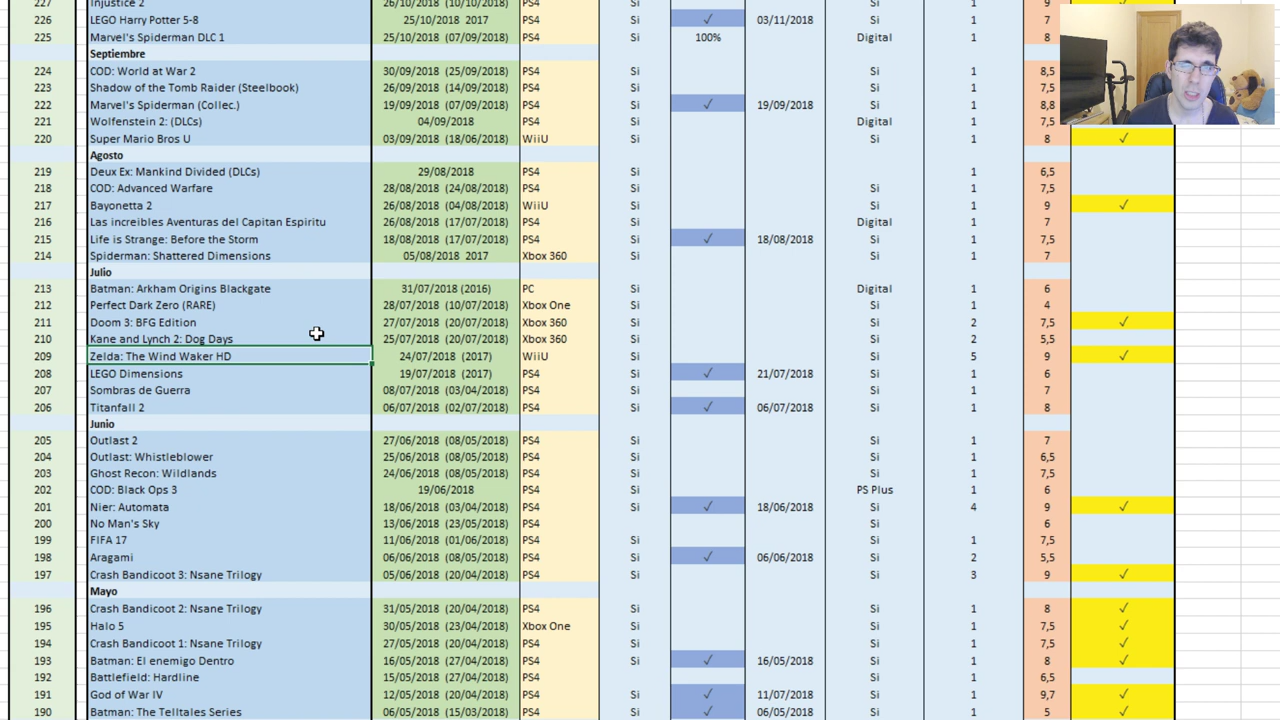 227 Injustice 2 26/10/2018 (10/10/2018) PS4 Si Si 1 9 ✓
226 LEGO Harry Potter 5-8 25/10/2018 2017 PS4 Si ✓ 03/11/2018 Si 1 7
225 Marvel's Spiderman DLC 1 25/10/2018 (07/09/2018) PS4 Si 100% Digital 1 8
Septiembre
224 COD: World at War 2 30/09/2018 (25/09/2018) PS4 Si Si 1 8,5
223 Shadow of the Tomb Raider (Steelbook) 26/09/2018 (14/09/2018) PS4 Si Si 1 7,5
222 Marvel's Spiderman (Collec.) 19/09/2018 (07/09/2018) PS4 Si ✓ 19/09/2018 Si 1 8,8
221 Wolfenstein 2: (DLCs) 04/09/2018 PS4 Si Digital 1 7,5
220 Super Mario Bros U 03/09/2018 (18/06/2018) WiiU Si Si 1 8 ✓
Agosto
219 Deux Ex: Mankind Divided (DLCs) 29/08/2018 PS4 Si 1 6,5
218 COD: Advanced Warfare 28/08/2018 (24/08/2018) PS4 Si Si 1 7,5
217 Bayonetta 2 26/08/2018 (04/08/2018) WiiU Si Si 1 9 ✓
216 Las increibles Aventuras del Capitan Espiritu 26/08/2018 (17/07/2018) PS4 Si Digital 1 7
215 Life is Strange: Before the Storm 18/08/2018 (17/07/2018) PS4 Si ✓ 18/08/2018 Si 1 7,5
214 Spiderman: Shattered Dimensions 05/08/2018 2017 Xbox 360 Si Si 1 7
Julio
213 Batman: Arkham Origins Blackgate 31/07/2018 (2016) PC Si Digital 1 6
212 Perfect Dark Zero (RARE) 28/07/2018 (10/07/2018) Xbox One Si Si 1 4
211 Doom 3: BFG Edition 27/07/2018 (20/07/2018) Xbox 360 Si Si 2 7,5 ✓
210 Kane and Lynch 2: Dog Days 25/07/2018 (20/07/2018) Xbox 360 Si Si 2 5,5
209 Zelda: The Wind Waker HD 24/07/2018 (2017) WiiU Si Si 5 9 ✓
208 LEGO Dimensions 19/07/2018 (2017) PS4 Si ✓ 21/07/2018 Si 1 6
207 Sombras de Guerra 08/07/2018 (03/04/2018) PS4 Si Si 1 7
206 Titanfall 2 06/07/2018 (02/07/2018) PS4 Si ✓ 06/07/2018 Si 1 8
Junio
205 Outlast 2 27/06/2018 (08/05/2018) PS4 Si Si 1 7
204 Outlast: Whistleblower 25/06/2018 (08/05/2018) PS4 Si Si 1 6,5
203 Ghost Recon: Wildlands 24/06/2018 (08/05/2018) PS4 Si Si 1 7,5
202 COD: Black Ops 3 19/06/2018 PS4 Si PS Plus 1 6
201 Nier: Automata 18/06/2018 (03/04/2018) PS4 Si ✓ 18/06/2018 Si 4 9 ✓
200 No Man's Sky 13/06/2018 (23/05/2018) PS4 Si 6
199 FIFA 17 11/06/2018 (01/06/2018) PS4 Si Si 1 7,5
198 Aragami 06/06/2018 (08/05/2018) PS4 Si ✓ 06/06/2018 Si 2 5,5
197 Crash Bandicoot 3: Nsane Trilogy 05/06/2018 (20/04/2018) PS4 Si Si 3 9 ✓
Mayo
196 Crash Bandicoot 2: Nsane Trilogy 31/05/2018 (20/04/2018) PS4 Si Si 1 8 ✓
195 Halo 5 30/05/2018 (23/04/2018) Xbox One Si Si 1 7,5 ✓
194 Crash Bandicoot 1: Nsane Trilogy 27/05/2018 (20/04/2018) PS4 Si Si 1 7,5 ✓
193 Batman: El enemigo Dentro 16/05/2018 (27/04/2018) PS4 Si ✓ 16/05/2018 Si 1 8 ✓
192 Battlefield: Hardline 15/05/2018 (27/04/2018) PS4 Si 1 6,5
191 God of War IV 12/05/2018 (20/04/2018) PS4 Si ✓ 11/07/2018 Si 1 9,7 ✓
190 Batman: The Telltales Series 06/05/2018 (15/03/2018) PS4 Si ✓ 06/05/2018 Si 1 5 ✓